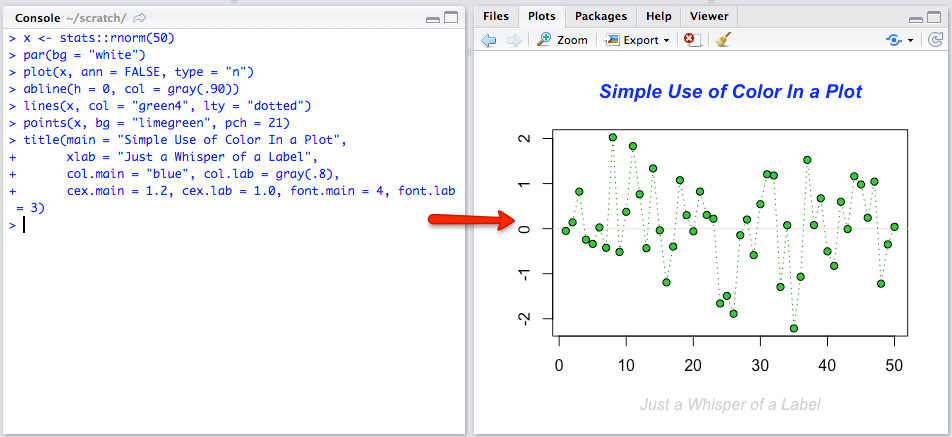 Console ~/scratch/
> x <- stats::rnorm(50)
> par(bg = "white")
> plot(x, ann = FALSE, type = "n")
> abline(h = 0, col = gray(.90))
> lines(x, col = "green4", lty = "dotted")
> points(x, bg = "limegreen", pch = 21)
> title(main = "Simple Use of Color In a Plot",
+       xlab = "Just a Whisper of a Label",
+       col.main = "blue", col.lab = gray(.8),
+       cex.main = 1.2, cex.lab = 1.0, font.main = 4, font.lab
 = 3)
>
Files Plots Packages Help Viewer
Zoom Export
Simple Use of Color In a Plot
2
1
0
-1
-2
0 10 20 30 40 50
Just a Whisper of a Label